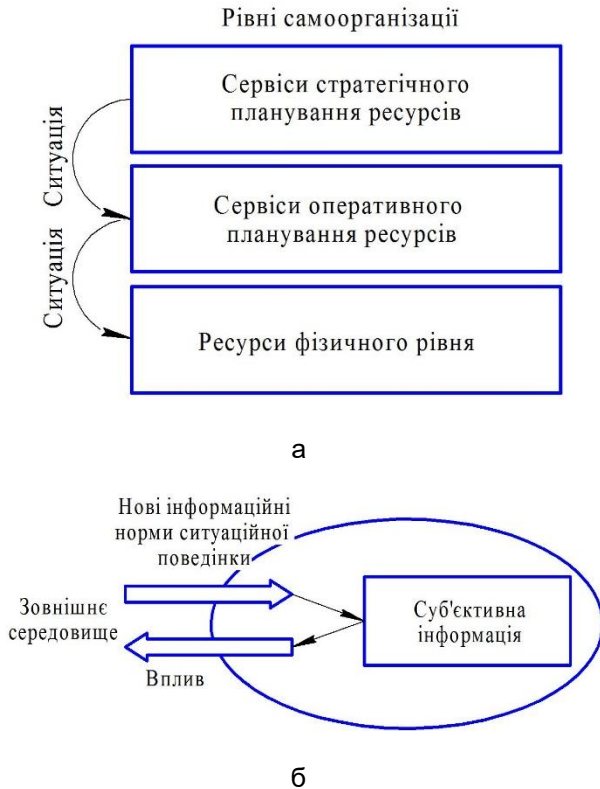 Рівні самоорганізації
Сервіси стратегічного
планування ресурсів
Ситуація
Сервіси оперативного
планування ресурсів
Ситуація
Ресурси фізичного рівня
а
Нові інформаційні
норми ситуаційної
поведінки
Зовнішнє
середовище
Суб'єктивна
інформація
Вплив
б